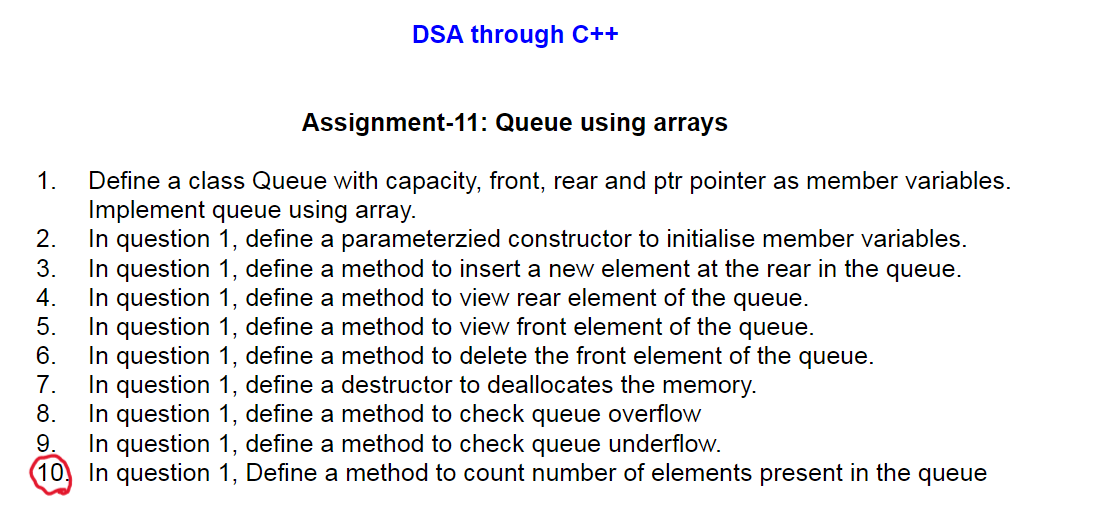 DSA through C++
Assignment-11: Queue using arrays
1. Define a class Queue with capacity, front, rear and ptr pointer as member variables.
Implement queue using array.
2. In question 1, define a parameterzied constructor to initialise member variables.
3. In question 1, define a method to insert a new element at the rear in the queue.
4. In question 1, define a method to view rear element of the queue.
5. In question 1, define a method to view front element of the queue.
6. In question 1, define a method to delete the front element of the queue.
7. In question 1, define a destructor to deallocates the memory.
8. In question 1, define a method to check queue overflow
9. In question 1, define a method to check queue underflow.
10. In question 1, Define a method to count number of elements present in the queue